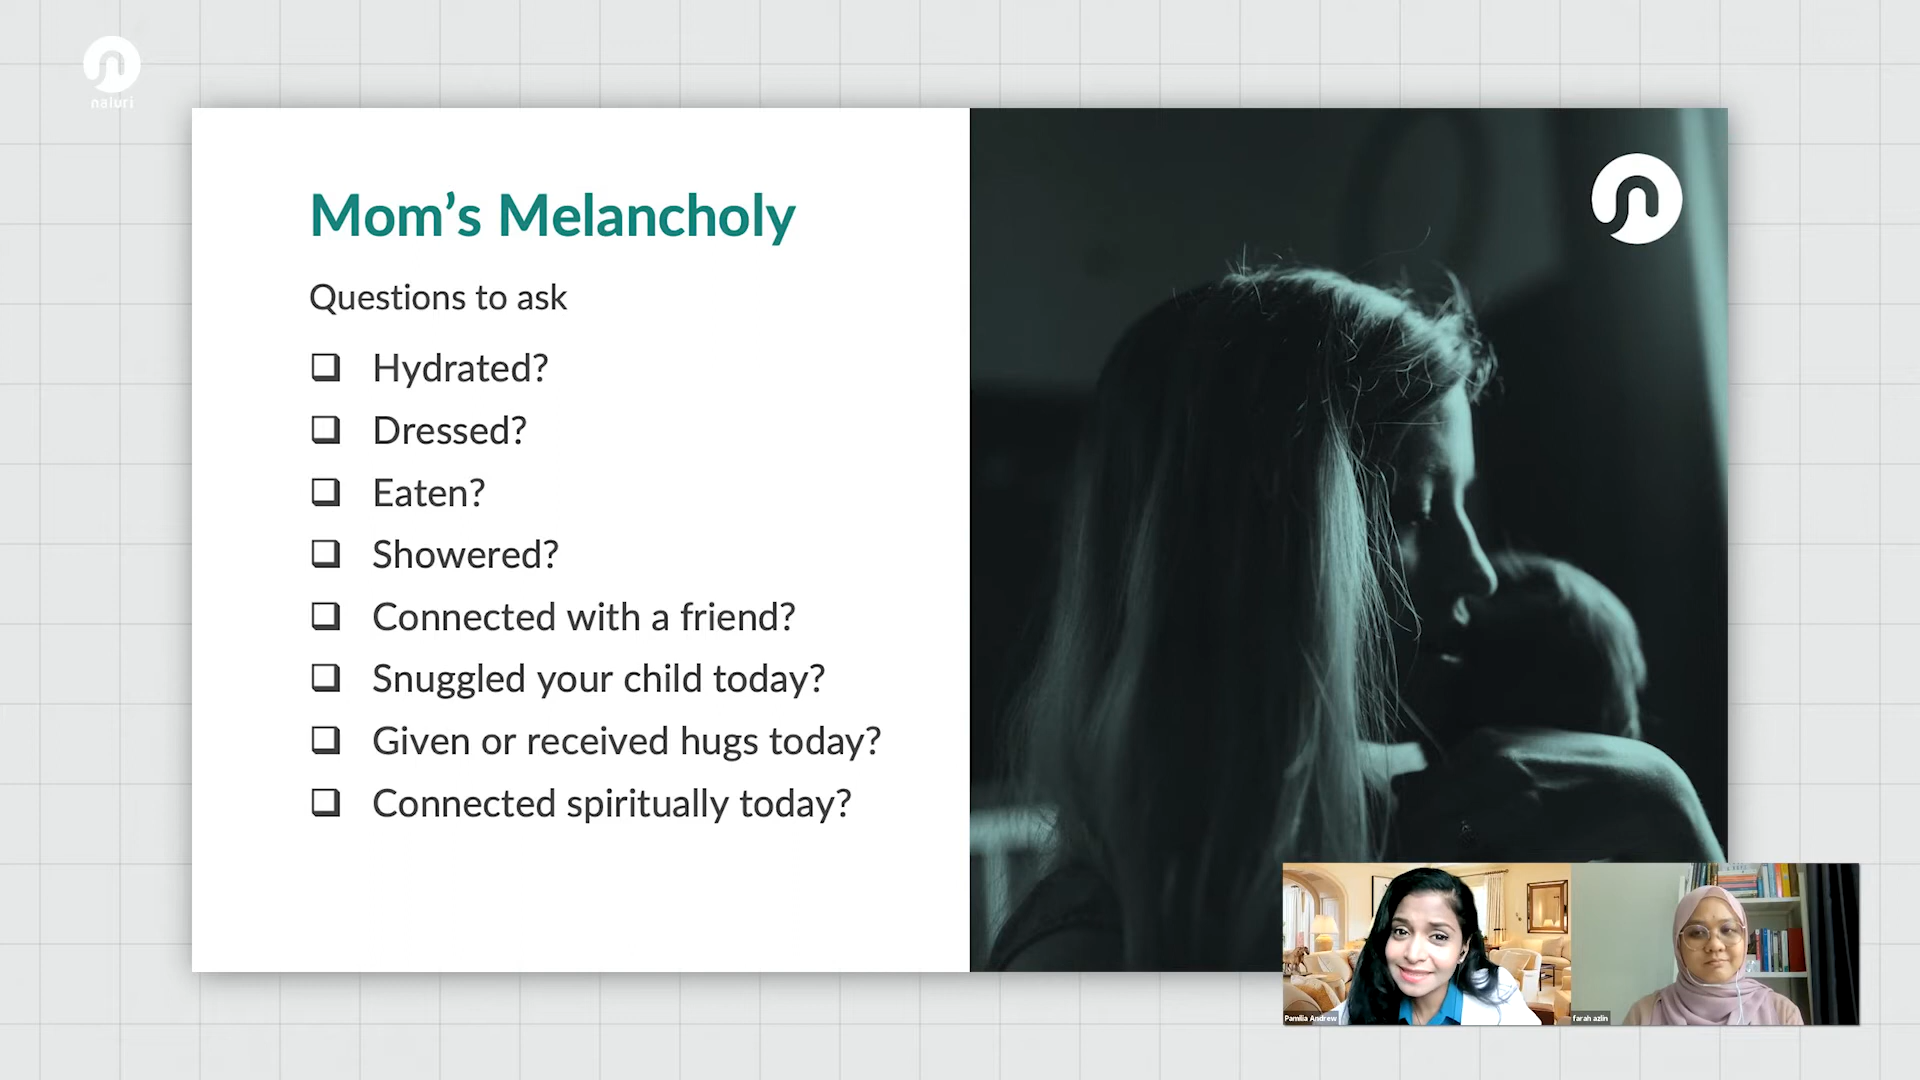 naluri
Mom’s Melancholy
Questions to ask
Hydrated?
Dressed?
Eaten?
Showered?
Connected with a friend?
Snuggled your child today?
Given or received hugs today?
Connected spiritually today?
Pamilia Andrew
farah azlin